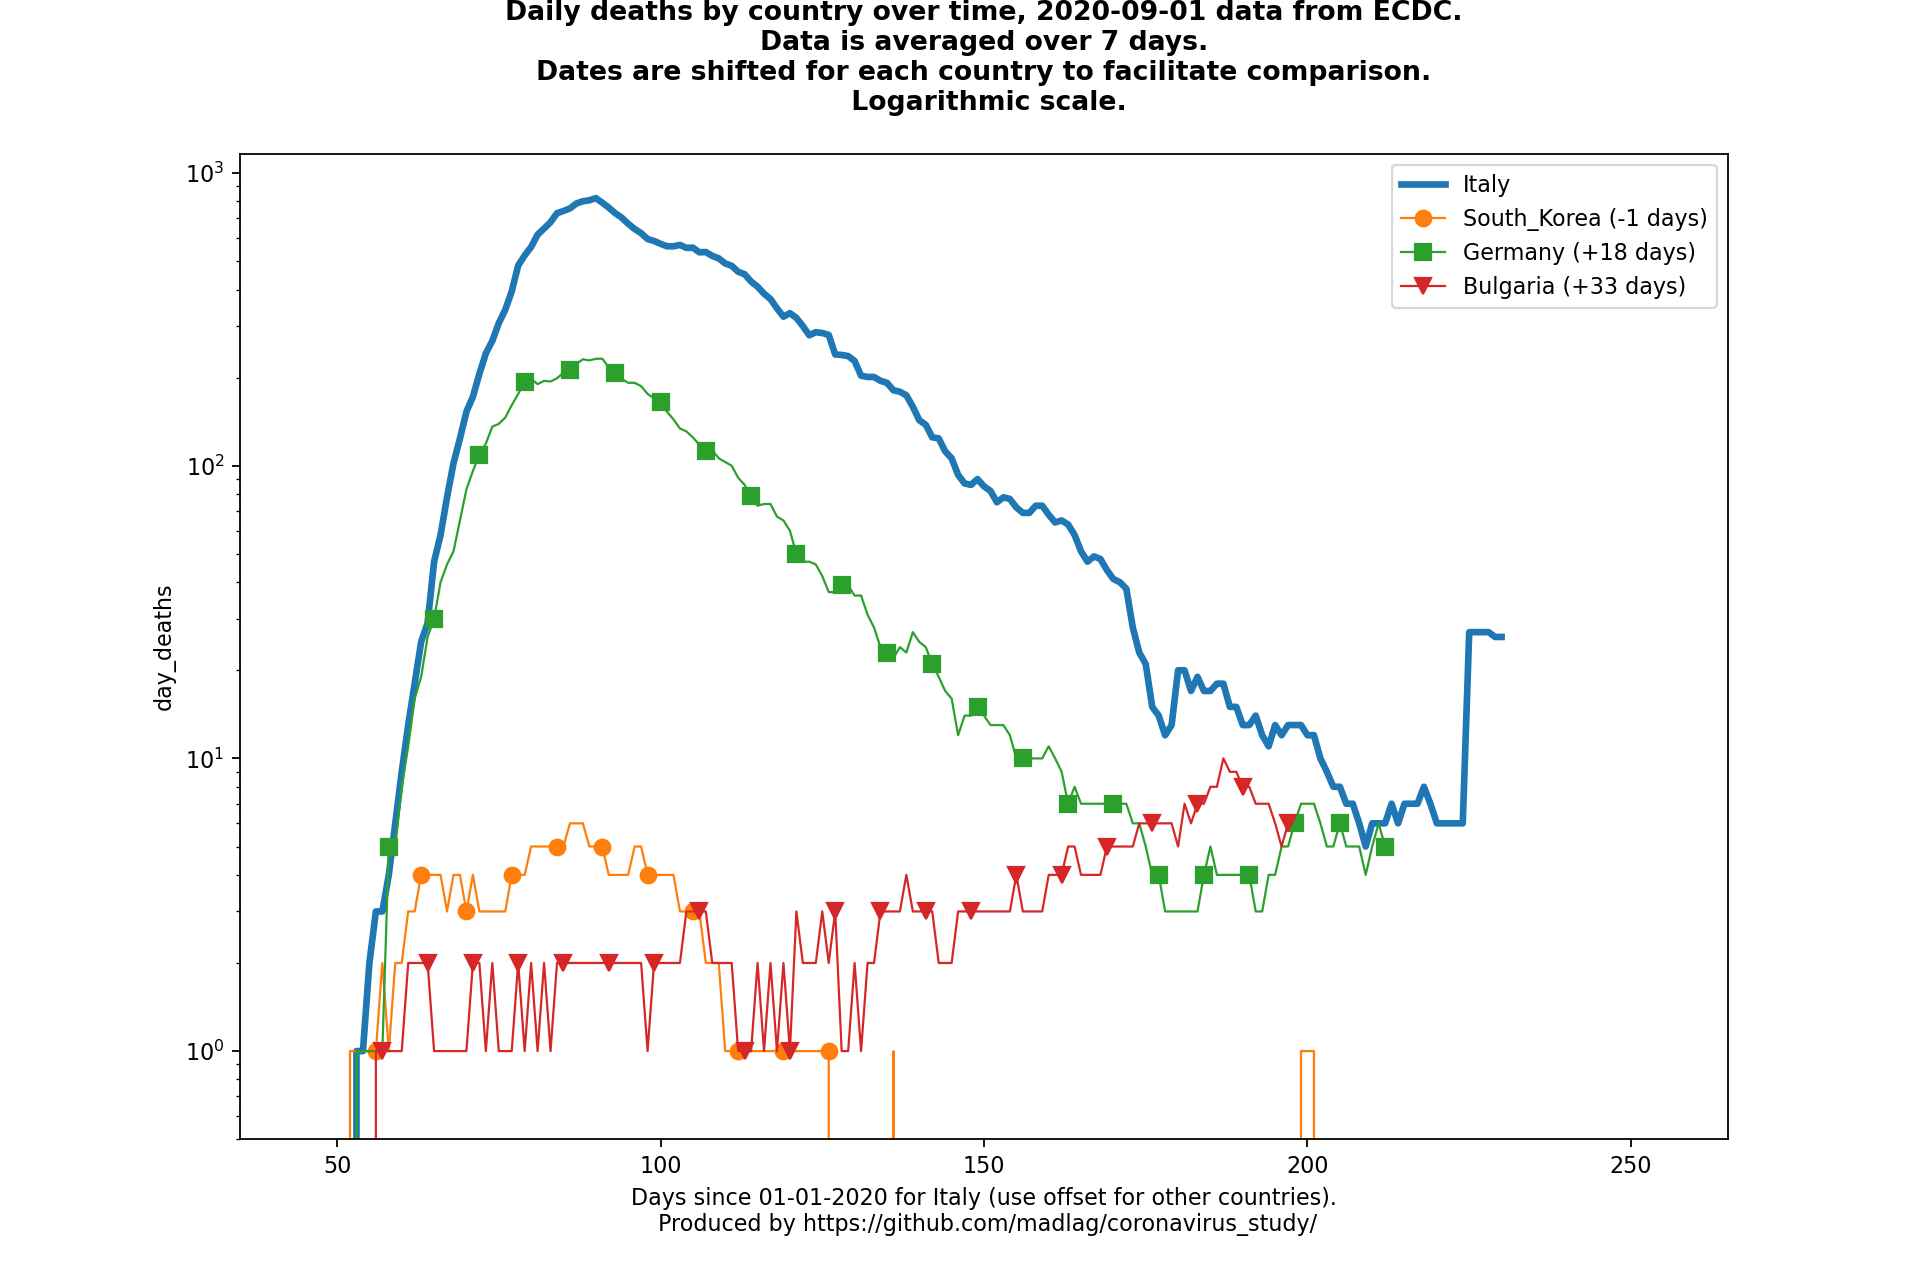 Daily deaths by country over time, 2020-09-01 data from ECDC.
Data is averaged over 7 days.
Dates are shifted for each country to facilitate comparison.
Logarithmic scale.
10³
10²
10¹
10⁰
day_deaths
Italy
South_Korea (-1 days)
Germany (+18 days)
Bulgaria (+33 days)
50 100 150 200 250
Days since 01-01-2020 for Italy (use offset for other countries).
Produced by https://github.com/madlag/coronavirus_study/